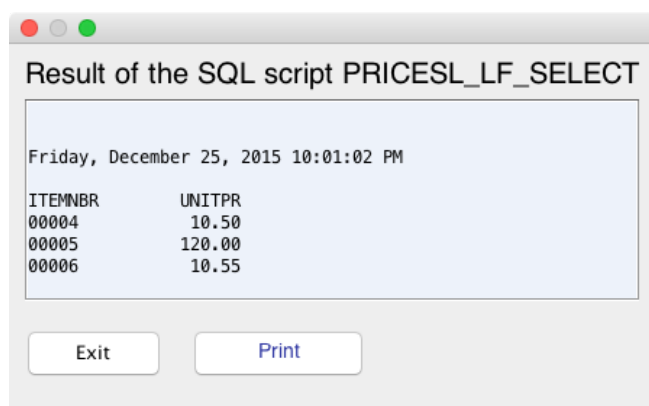 Result of the SQL script PRICESL_LF_SELECT
Friday, December 25, 2015 10:01:02 PM
ITEMNBR UNITPR
00004 10.50
00005 120.00
00006 10.55
Exit Print